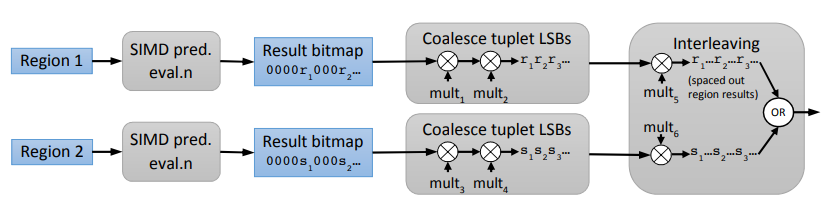 Region 1
SIMD pred.
eval.n
Result bitmap
0000r₁000r₂…
Coalesce tuplet LSBs
r₁r₂r₃…
mult₁
mult₂
Interleaving
r₁…r₂…r₃…
(spaced out
region results)
mult₅
OR
Region 2
SIMD pred.
eval.n
Result bitmap
0000s₁000s₂…
Coalesce tuplet LSBs
s₁s₂s₃…
mult₃
mult₄
mult₆
s₁…s₂…s₃…